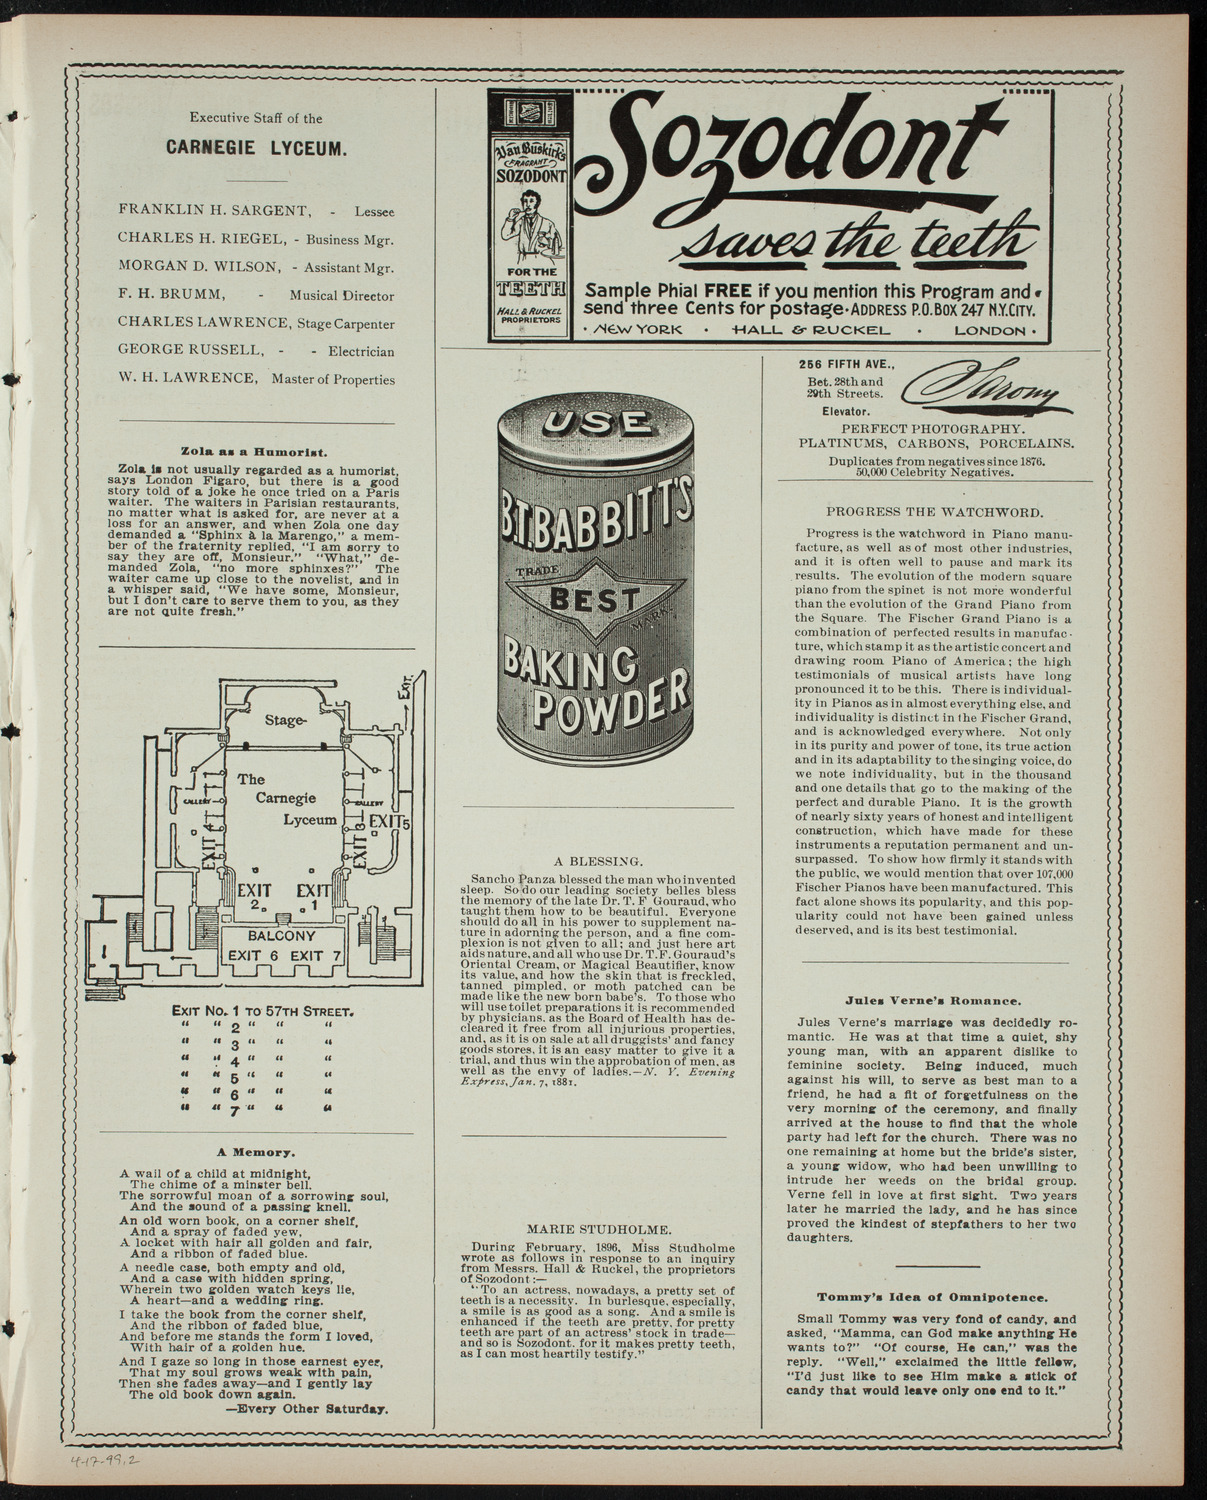 Executive Staff of the
CARNEGIE LYCEUM.
FRANKLIN H. SARGENT, - Lessee
CHARLES H. RIEGEL, - Business Mgr.
MORGAN D. WILSON, - Assistant Mgr.
F. H. BRUMM, - Musical Director
CHARLES LAWRENCE, Stage Carpenter
GEORGE RUSSELL, - - Electrician
W. H. LAWRENCE, Master of Properties
Zola as a Humorist.
Zola is not usually regarded as a humorist,
says London Figaro, but there is a good
story told of a joke he once tried on a Paris
waiter. The waiters in Parisian restaurants,
no matter what is asked for, are never at a
loss for an answer, and when Zola one day
demanded a "Sphinx à la Marengo," a mem-
ber of the fraternity replied, "I am sorry to
say they are off, Monsieur." "What," de-
manded Zola, "no more sphinxes?" The
waiter came up close to the novelist, and in
a whisper said, "We have some, Monsieur,
but I don't care to serve them to you, as they
are not quite fresh."
EXIT.
Stage-
The
Carnegie
Lyceum
GALLERY
GALLERY
EXIT 4
EXIT 3
EXIT 5
EXIT 2.
EXIT 1
BALCONY
EXIT 6 EXIT 7
EXIT NO. 1 TO 57TH STREET.
" " 2 " " "
" " 3 " " "
" " 4 " " "
" " 5 " " "
" " 6 " " "
" " 7 " " "
A Memory.
A wail of a child at midnight,
The chime of a minster bell.
The sorrowful moan of a sorrowing soul,
And the sound of a passing knell.
An old worn book, on a corner shelf,
And a spray of faded yew,
A locket with hair all golden and fair,
And a ribbon of faded blue.
A needle case, both empty and old,
And a case with hidden spring,
Wherein two golden watch keys lie,
A heart—and a wedding ring.
I take the book from the corner shelf,
And the ribbon of faded blue,
And before me stands the form I loved,
With hair of a golden hue.
And I gaze so long in those earnest eyes,
That my soul grows weak with pain,
Then she fades away—and I gently lay
The old book down again.
—Every Other Saturday.
Van Buskirk's
FRAGRANT
SOZODONT
FOR THE
TEETH
HALL & RUCKEL
PROPRIETORS
Sozodont
saves the teeth
Sample Phial FREE if you mention this Program and
send three Cents for postage. ADDRESS P.O. BOX 247 N.Y. CITY.
· NEW YORK · HALL & RUCKEL · LONDON ·
USE
B.T. BABBITT'S
TRADE
BEST
MARK
BAKING
POWDER
A BLESSING.
Sancho Panza blessed the man who invented
sleep. So do our leading society belles bless
the memory of the late Dr. T. F Gouraud, who
taught them how to be beautiful. Everyone
should do all in his power to supplement na-
ture in adorning the person, and a fine com-
plexion is not given to all; and just here art
aids nature, and all who use Dr. T. F. Gouraud's
Oriental Cream, or Magical Beautifier, know
its value, and how the skin that is freckled,
tanned pimpled, or moth patched can be
made like the new born babe's. To those who
will use toilet preparations it is recommended
by physicians, as the Board of Health has de-
cleared it free from all injurious properties,
and, as it is on sale at all druggists' and fancy
goods stores, it is an easy matter to give it a
trial, and thus win the approbation of men, as
well as the envy of ladies.—N. Y. Evening
Express, Jan. 7, 1881.
MARIE STUDHOLME.
During February, 1896, Miss Studholme
wrote as follows in response to an inquiry
from Messrs. Hall & Ruckel, the proprietors
of Sozodont:—
"To an actress, nowadays, a pretty set of
teeth is a necessity. In burlesque, especially,
a smile is as good as a song. And a smile is
enhanced if the teeth are pretty, for pretty
teeth are part of an actress' stock in trade—
and so is Sozodont, for it makes pretty teeth,
as I can most heartily testify."
256 FIFTH AVE.,
Bet. 28th and
29th Streets.
Elevator.
Sarony
PERFECT PHOTOGRAPHY.
PLATINUMS, CARBONS, PORCELAINS.
Duplicates from negatives since 1876.
50,000 Celebrity Negatives.
PROGRESS THE WATCHWORD.
Progress is the watchword in Piano manu-
facture, as well as of most other industries,
and it is often well to pause and mark its
results. The evolution of the modern square
piano from the spinet is not more wonderful
than the evolution of the Grand Piano from
the Square. The Fischer Grand Piano is a
combination of perfected results in manufac-
ture, which stamp it as the artistic concert and
drawing room Piano of America; the high
testimonials of musical artists have long
pronounced it to be this. There is individual-
ity in Pianos as in almost everything else, and
individuality is distinct in the Fischer Grand,
and is acknowledged everywhere. Not only
in its purity and power of tone, its true action
and in its adaptability to the singing voice, do
we note individuality, but in the thousand
and one details that go to the making of the
perfect and durable Piano. It is the growth
of nearly sixty years of honest and intelligent
construction, which have made for these
instruments a reputation permanent and un-
surpassed. To show how firmly it stands with
the public, we would mention that over 107,000
Fischer Pianos have been manufactured. This
fact alone shows its popularity, and this pop-
ularity could not have been gained unless
deserved, and is its best testimonial.
Jules Verne's Romance.
Jules Verne's marriage was decidedly ro-
mantic. He was at that time a quiet, shy
young man, with an apparent dislike to
feminine society. Being induced, much
against his will, to serve as best man to a
friend, he had a fit of forgetfulness on the
very morning of the ceremony, and finally
arrived at the house to find that the whole
party had left for the church. There was no
one remaining at home but the bride's sister,
a young widow, who had been unwilling to
intrude her weeds on the bridal group.
Verne fell in love at first sight. Two years
later he married the lady, and he has since
proved the kindest of stepfathers to her two
daughters.
Tommy's Idea of Omnipotence.
Small Tommy was very fond of candy, and
asked, "Mamma, can God make anything He
wants to?" "Of course, He can," was the
reply. "Well," exclaimed the little fellow,
"I'd just like to see Him make a stick of
candy that would leave only one end to it."
4-17-99.2